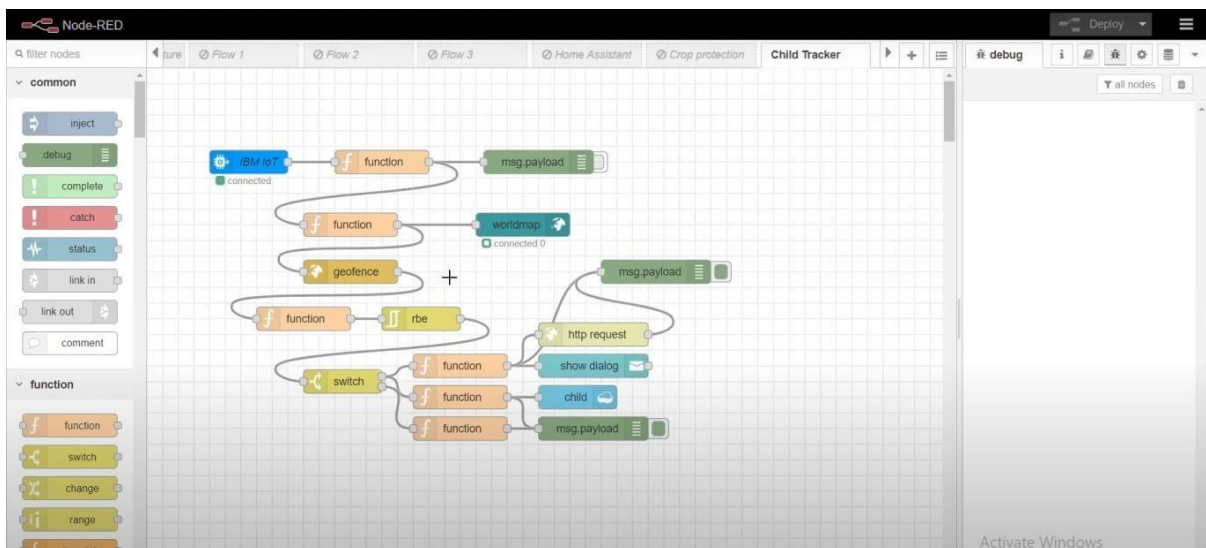 Node-RED
Deploy
filter nodes
ture
Flow 1
Flow 2
Flow 3
Home Assistant
Crop protection
Child Tracker
debug
all nodes
common
inject
debug
complete
catch
status
link in
link out
comment
function
function
switch
change
range
IBM IoT
connected
function
msg.payload
function
worldmap
connected 0
geofence
msg.payload
function
rbe
http request
function
show dialog
switch
function
child
function
msg.payload
Activate Windows